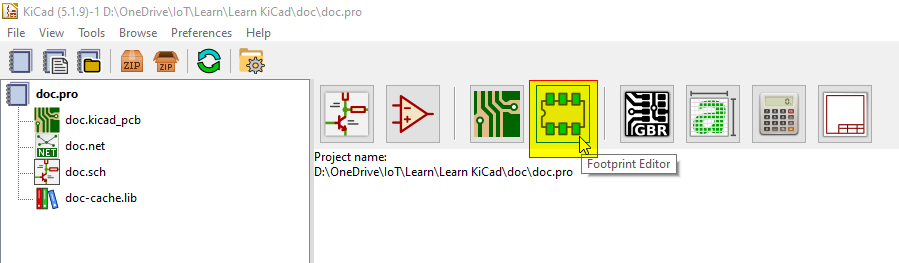 KiCad (5.1.9)-1 D:\OneDrive\IoT\Learn\Learn KiCad\doc\doc.pro
File View Tools Browse Preferences Help
ZIP ZIP
doc.pro
doc.kicad_pcb
NET doc.net
doc.sch
doc-cache.lib
GBR a
Footprint Editor
Project name:
D:\OneDrive\IoT\Learn\Learn KiCad\doc\doc.pro